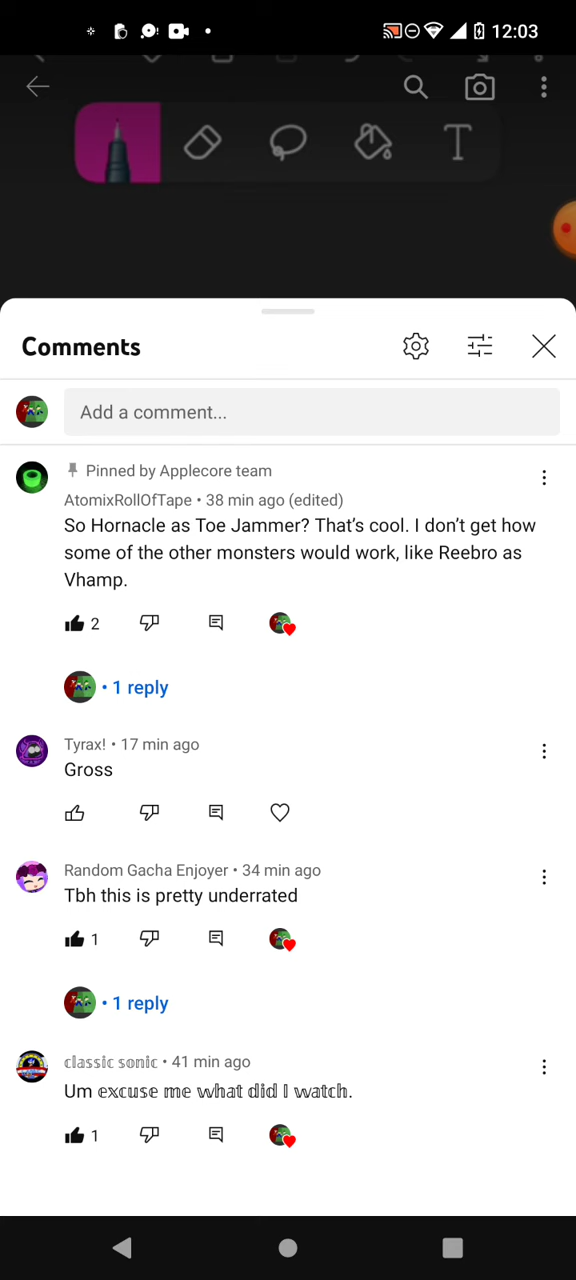 12:03
T
Comments
Add a comment...
Pinned by Applecore team
AtomixRollOfTape • 38 min ago (edited)
So Hornacle as Toe Jammer? That's cool. I don't get how
some of the other monsters would work, like Reebro as
Vhamp.
2
• 1 reply
Tyrax! • 17 min ago
Gross
Random Gacha Enjoyer • 34 min ago
Tbh this is pretty underrated
1
• 1 reply
𝕔𝕝𝕒𝕤𝕤𝕚𝕔 𝕤𝕠𝕟𝕚𝕔 • 41 min ago
Um 𝕖𝕩𝕔𝕦𝕤𝕖 𝕞𝕖 𝕨𝕙𝕒𝕥 𝕕𝕚𝕕 𝕀 𝕨𝕒𝕥𝕔𝕙.
1